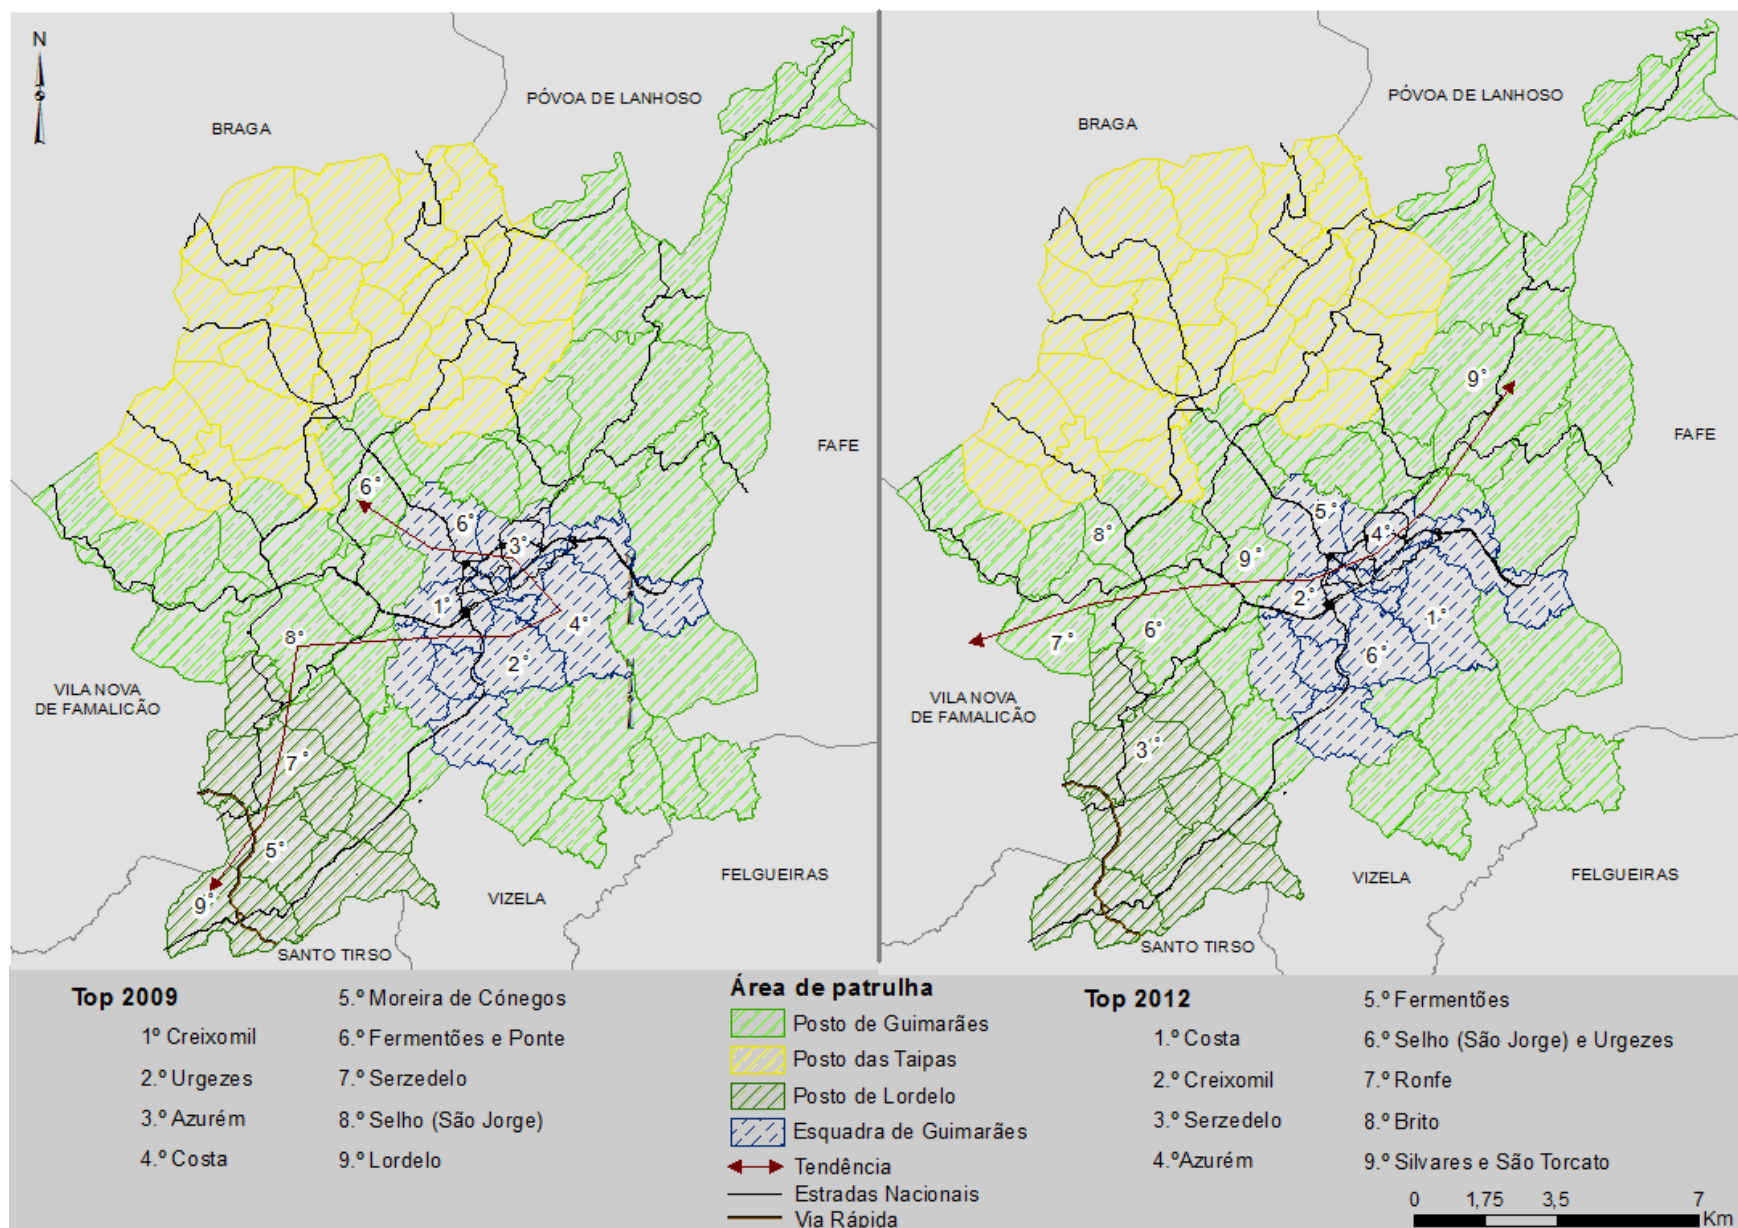 N
BRAGA
PÓVOA DE LANHOSO
FAFE
VILA NOVA
DE FAMALICÃO
FELGUEIRAS
VIZELA
SANTO TIRSO
6°
6°
3°
1°
4°
8°
2°
7°
5°
9°
N
BRAGA
PÓVOA DE LANHOSO
FAFE
VILA NOVA
DE FAMALICÃO
FELGUEIRAS
VIZELA
SANTO TIRSO
9°
5°
8°
4°
9°
2°
1°
6°
7°
6°
3°
Top 2009
1º Creixomil
2.º Urgezes
3.º Azurém
4.º Costa
5.º Moreira de Cónegos
6.º Fermentões e Ponte
7.º Serzedelo
8.º Selho (São Jorge)
9.º Lordelo
Área de patrulha
Posto de Guimarães
Posto das Taipas
Posto de Lordelo
Esquadra de Guimarães
Tendência
Estradas Nacionais
Via Rápida
Top 2012
1.º Costa
2.º Creixomil
3.º Serzedelo
4.ºAzurém
5.º Fermentões
6.º Selho (São Jorge) e Urgezes
7.º Ronfe
8.º Brito
9.º Silvares e São Torcato
0 1,75 3,5 7
Km